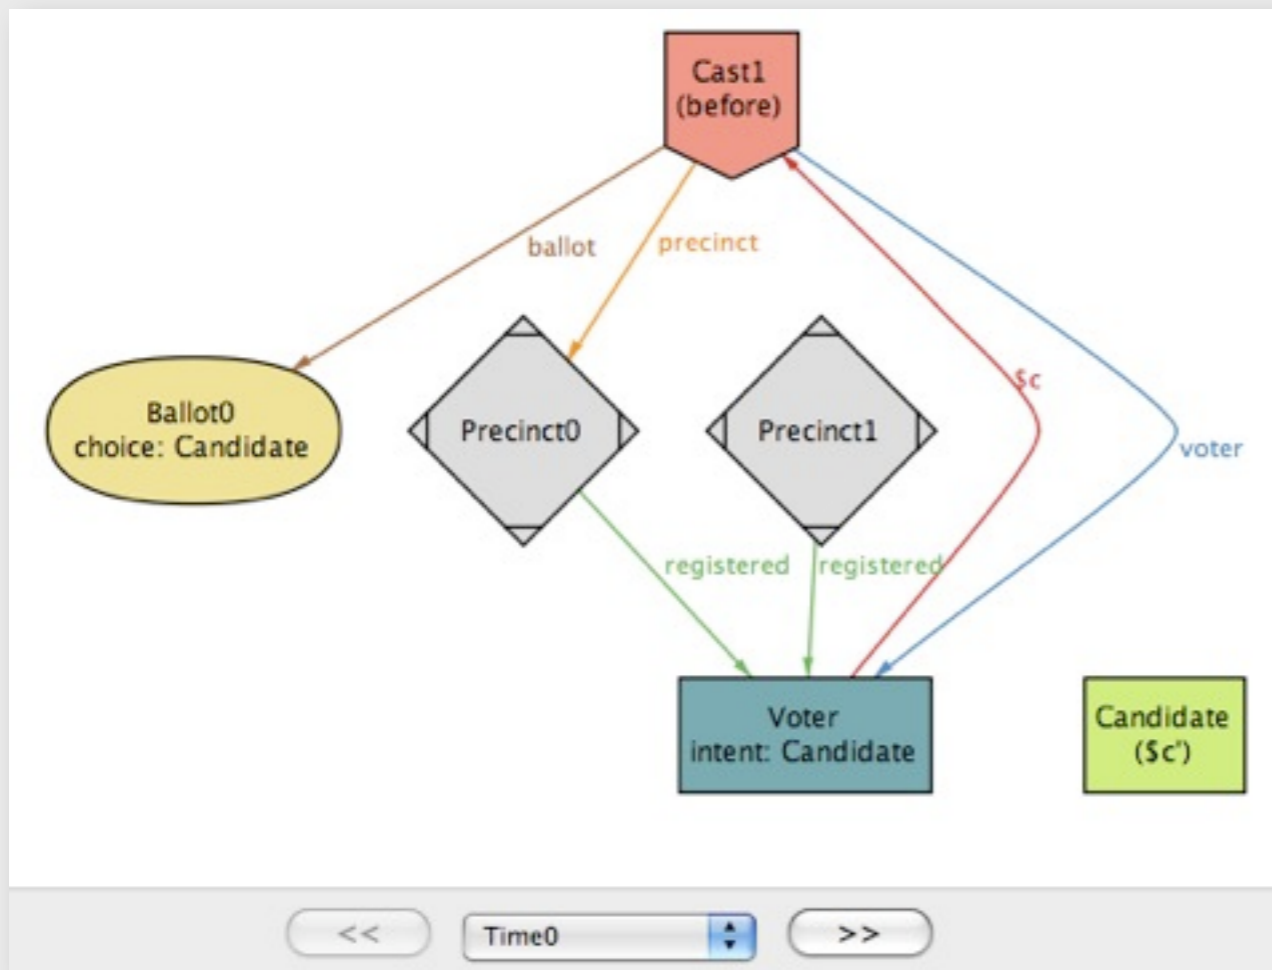 Cast1
(before)
ballot
precinct
$c
voter
Ballot0
choice: Candidate
Precinct0
Precinct1
registered
registered
Voter
intent: Candidate
Candidate
($c')
<<
Time0
>>